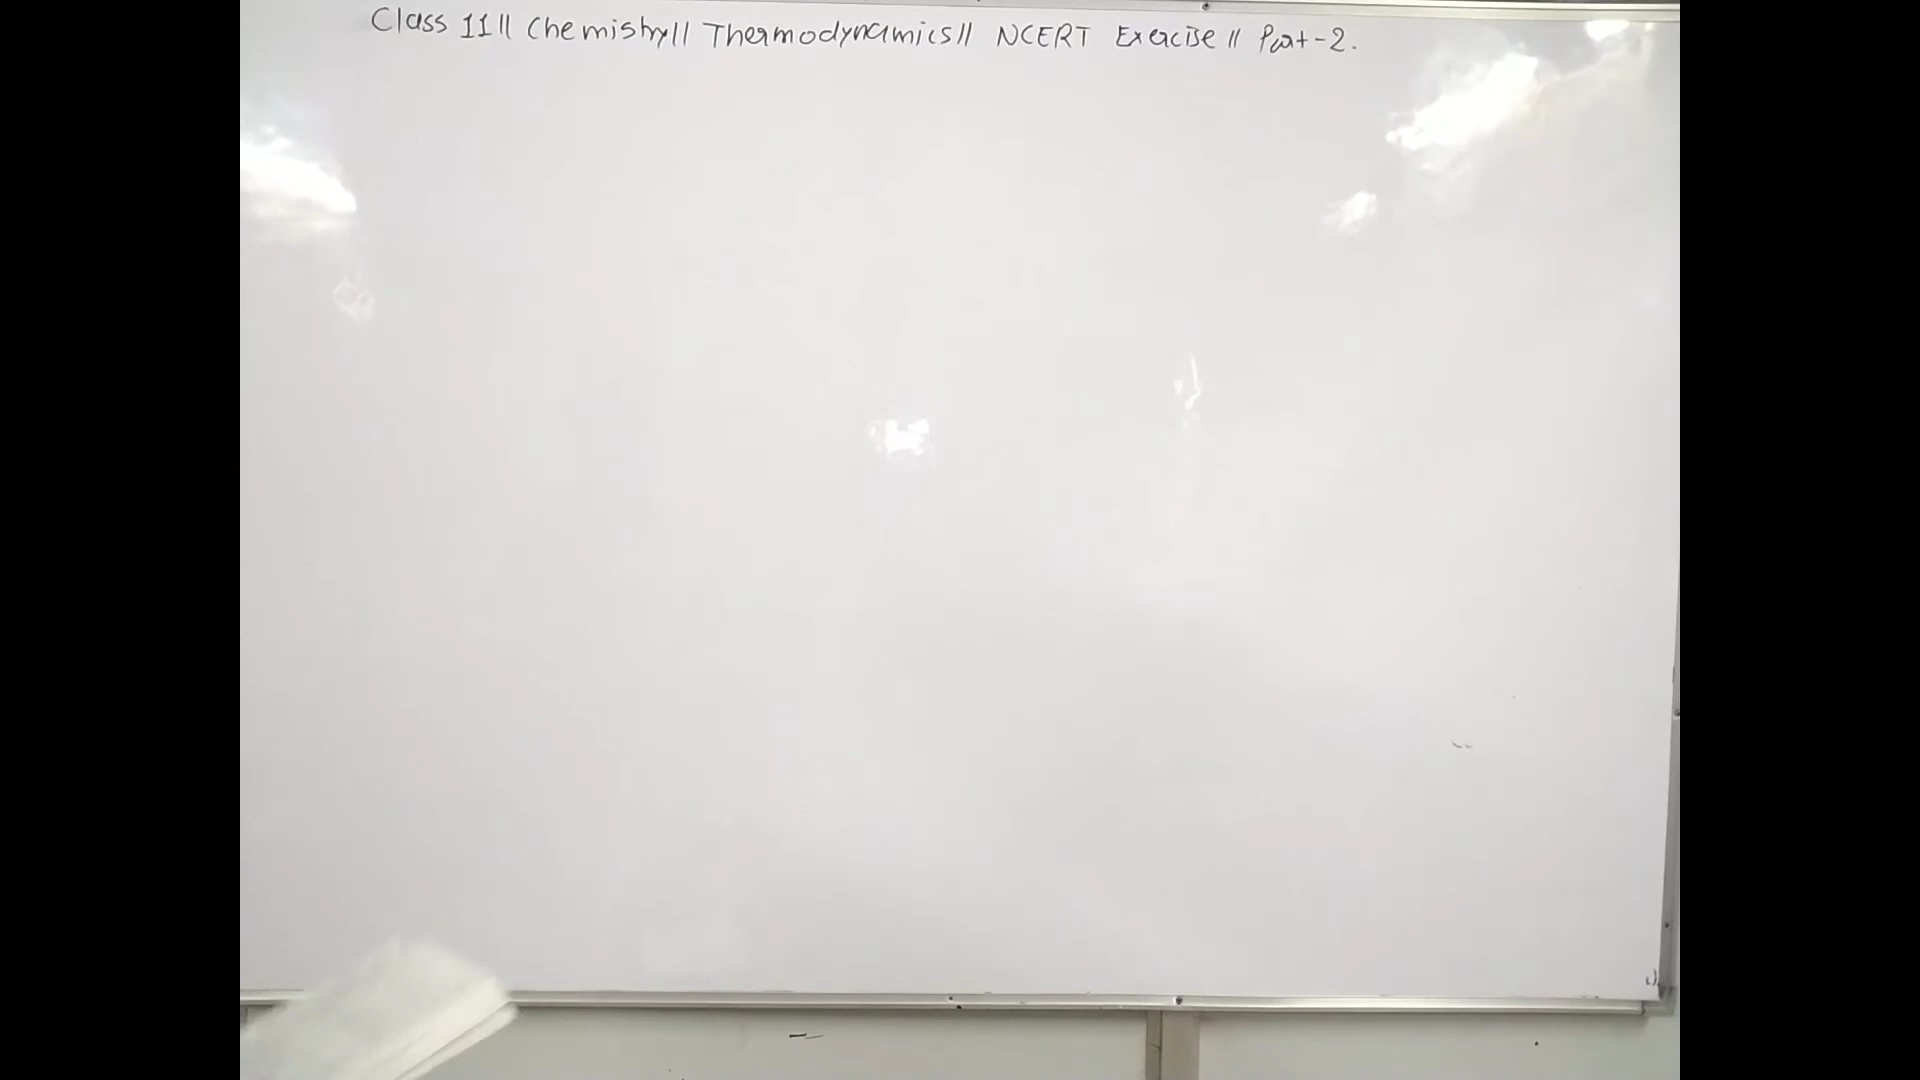 Class 11 || Chemistry || Thermodynamics || NCERT Exercise || Part-2.